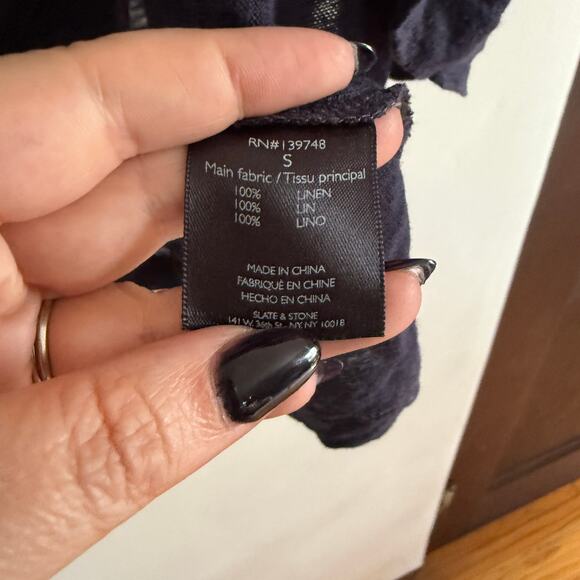 RN#139748
S
Main fabric / Tissu principal
100% LINEN
100% LIN
100% LINO
MADE IN CHINA
FABRIQUÉ EN CHINE
HECHO EN CHINA
SLATE & STONE
141 W. 36th St - NY, NY 10018